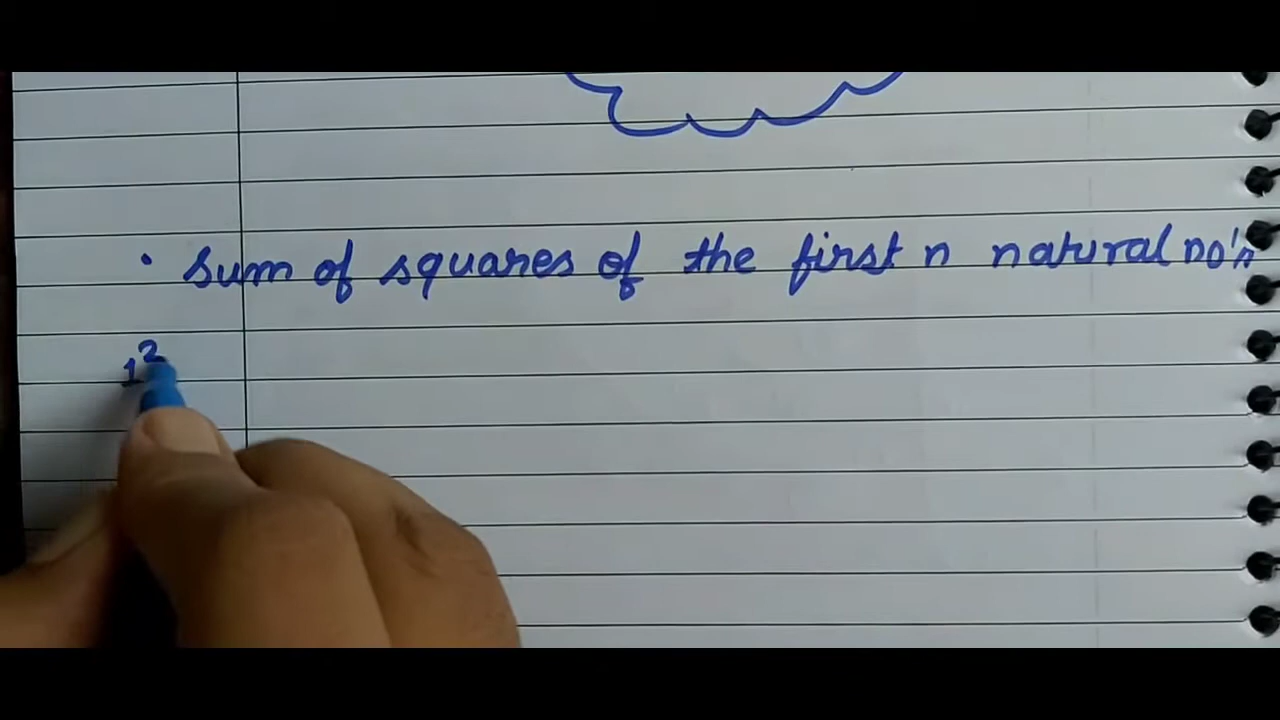 • Sum of squares of the first n natural no's
1²